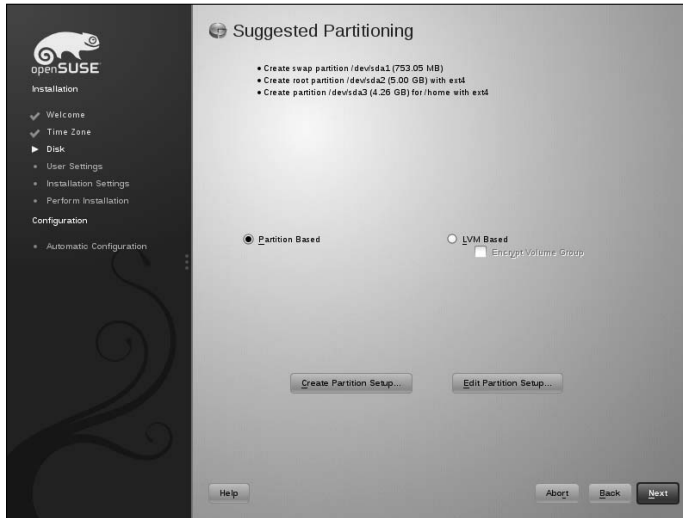 openSUSE
Installation
Welcome
Time Zone
Disk
User Settings
Installation Settings
Perform Installation
Configuration
Automatic Configuration
Suggested Partitioning
• Create swap partition /dev/sda1 (753.05 MB)
• Create root partition /dev/sda2 (5.00 GB) with ext4
• Create partition /dev/sda3 (4.26 GB) for /home with ext4
Partition Based
LVM Based
Encrypt Volume Group
Create Partition Setup...
Edit Partition Setup...
Help
Abort
Back
Next